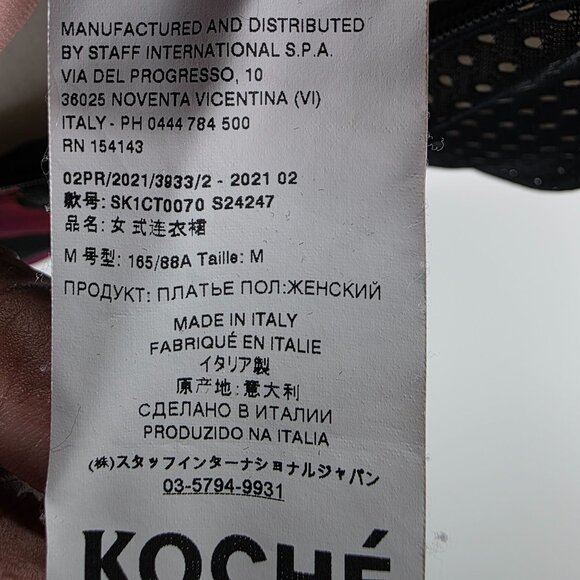 MANUFACTURED AND DISTRIBUTED
BY STAFF INTERNATIONAL S.P.A.
VIA DEL PROGRESSO, 10
36025 NOVENTA VICENTINA (VI)
ITALY - PH 0444 784 500
RN 154143
02PR/2021/3933/2 - 2021 02
款号: SK1CT0070 S24247
品名: 女式连衣裙
M 号型: 165/88A Taille: M
ПРОДУКТ: ПЛАТЬЕ ПОЛ:ЖЕНСКИЙ
MADE IN ITALY
FABRIQUÉ EN ITALIE
イタリア製
原产地:意大利
СДЕЛАНО В ИТАЛИИ
PRODUZIDO NA ITALIA
(株)スタッフインターナショナルジャパン
03-5794-9931
KOCHÉ